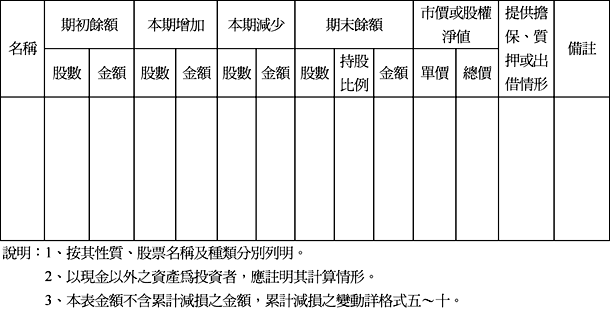 名稱 期初餘額 本期增加 本期減少 期末餘額 市價或股權淨值 提供擔保、質押或出借情形 備註
股數 金額 股數 金額 股數 金額 股數 持股比例 金額 單價 總價
說明：1、按其性質、股票名稱及種類分別列明。
2、以現金以外之資產為投資者，應註明其計算情形。
3、本表金額不含累計減損之金額，累計減損之變動詳格式五～十。